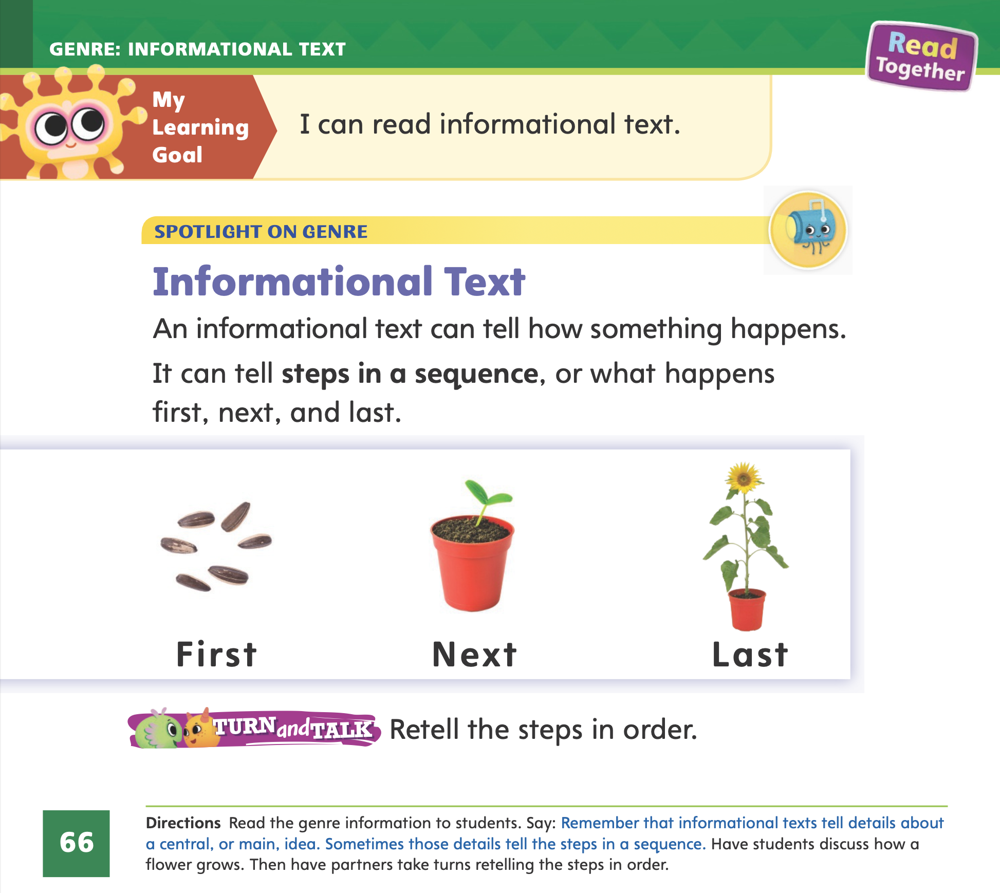 GENRE: INFORMATIONAL TEXT
Read
Together
My
Learning
Goal
I can read informational text.
SPOTLIGHT ON GENRE
Informational Text
An informational text can tell how something happens.
It can tell steps in a sequence, or what happens
first, next, and last.
First Next Last
TURN and TALK Retell the steps in order.
66
Directions Read the genre information to students. Say: Remember that informational texts tell details about
a central, or main, idea. Sometimes those details tell the steps in a sequence. Have students discuss how a
flower grows. Then have partners take turns retelling the steps in order.